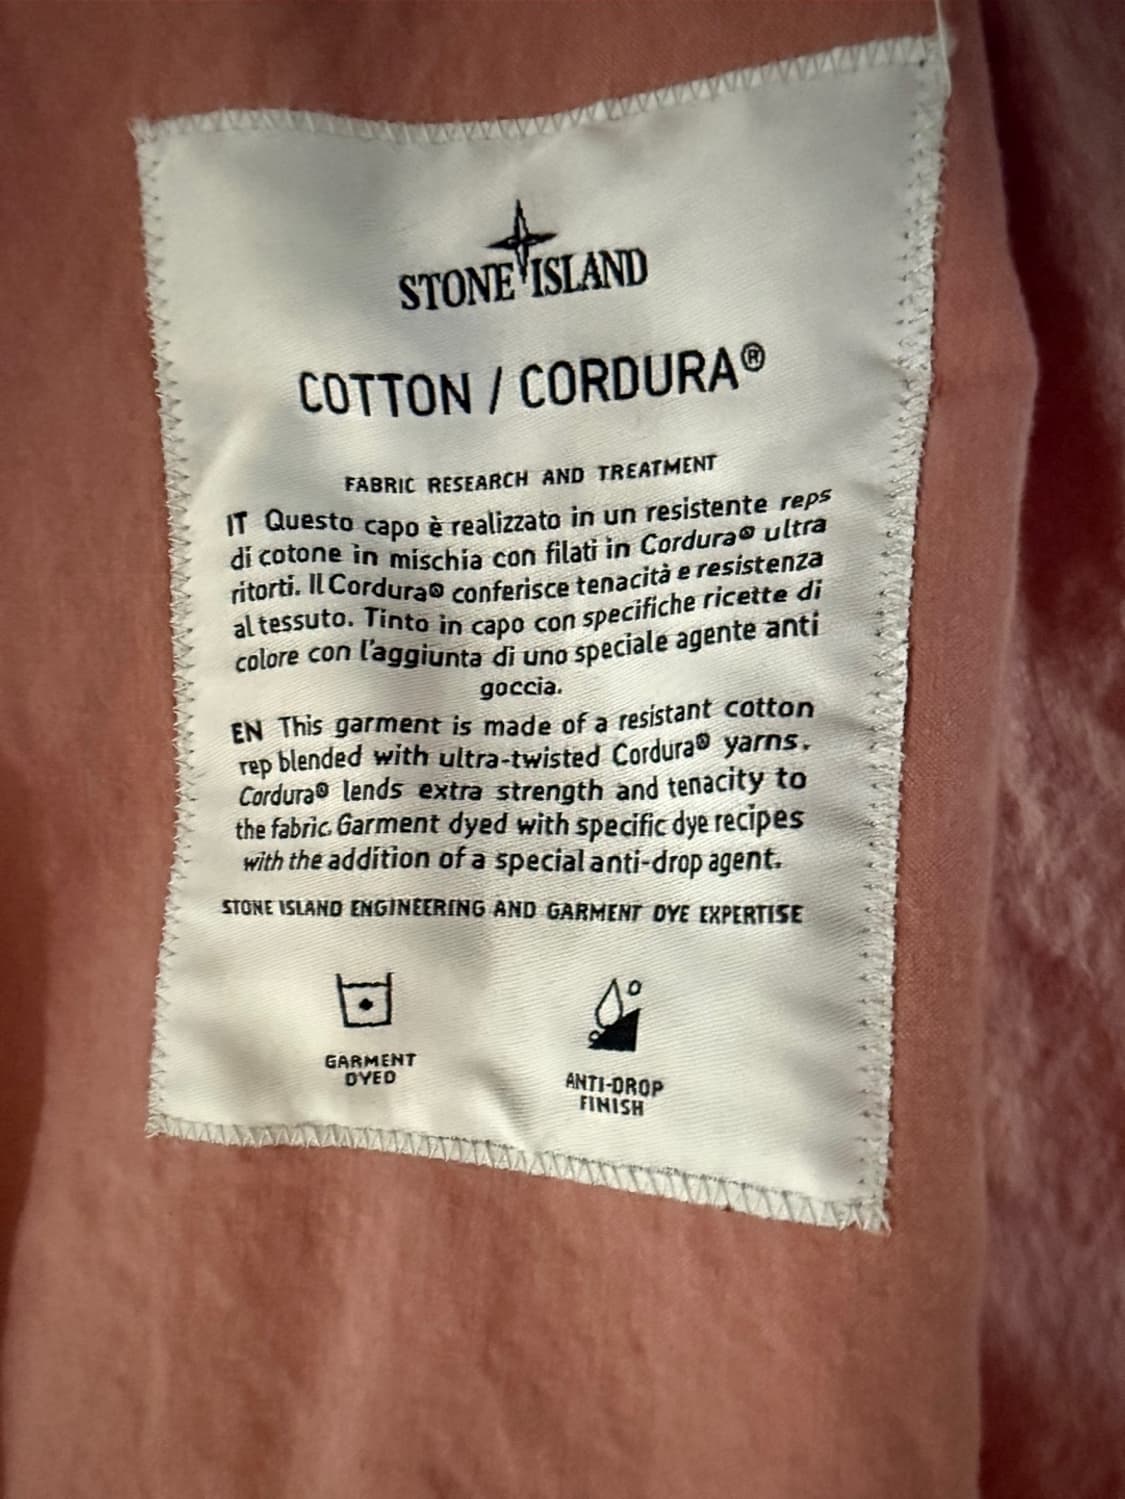 STONE ISLAND
COTTON / CORDURA®
FABRIC RESEARCH AND TREATMENT
IT Questo capo è realizzato in un resistente reps
di cotone in mischia con filati in Cordura® ultra
ritorti. Il Cordura® conferisce tenacità e resistenza
al tessuto. Tinto in capo con specifiche ricette di
colore con l'aggiunta di uno speciale agente anti
goccia.
EN This garment is made of a resistant cotton
rep blended with ultra-twisted Cordura® yarns.
Cordura® lends extra strength and tenacity to
the fabric. Garment dyed with specific dye recipes
with the addition of a special anti-drop agent.
STONE ISLAND ENGINEERING AND GARMENT DYE EXPERTISE
GARMENT
DYED
ANTI-DROP
FINISH